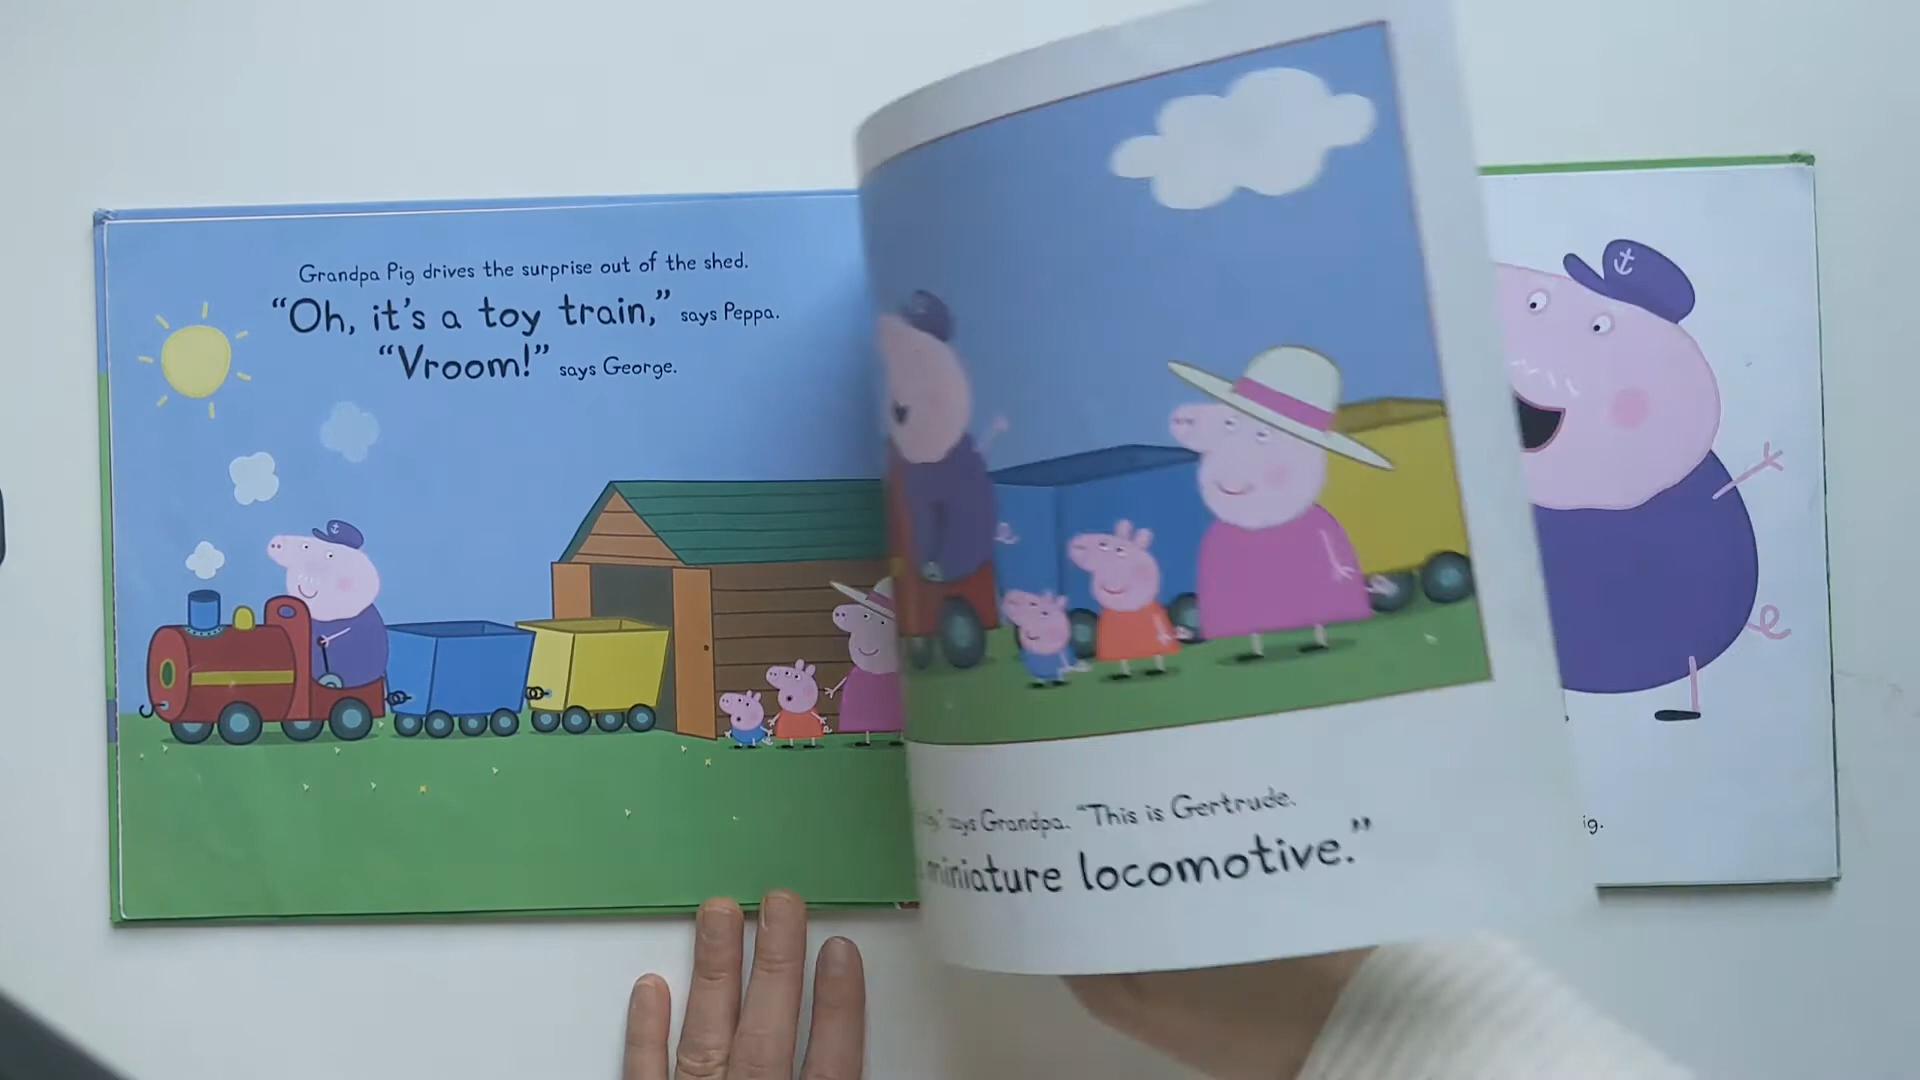 Grandpa Pig drives the surprise out of the shed.
“Oh, it’s a toy train,” says Peppa.
“Vroom!” says George.
says Grandpa. “This is Gertrude.
miniature locomotive.”
ig.